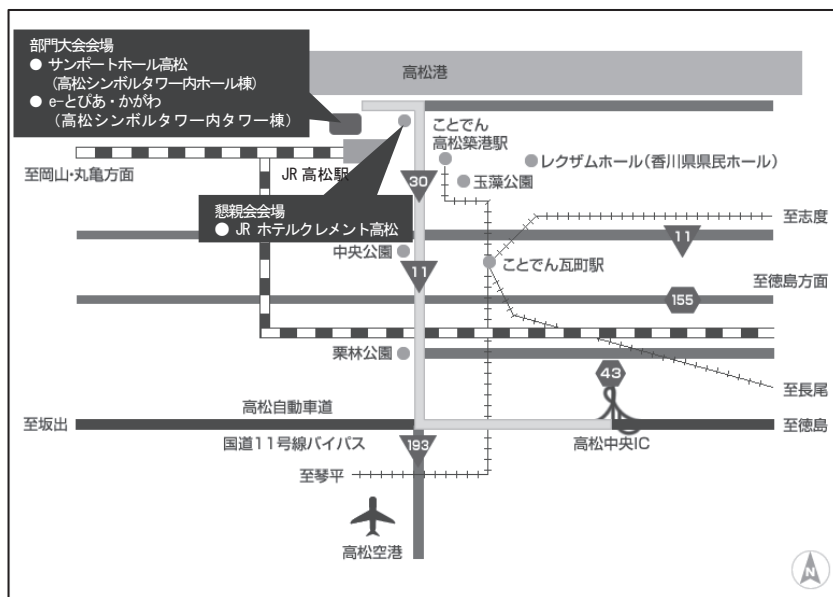 部門大会会場
● サンポートホール高松
(高松シンボルタワー内ホール棟)
● e-とぴあ・かがわ
(高松シンボルタワー内タワー棟)
高松港
ことでん
高松築港駅
レクザムホール(香川県県民ホール)
至岡山・丸亀方面
JR 高松駅
30
玉藻公園
懇親会会場
● JR ホテルクレメント高松
至志度
中央公園
11
11
ことでん瓦町駅
至徳島方面
155
栗林公園
43
至長尾
高松自動車道
至坂出
至徳島
国道11号線バイパス
193
高松中央IC
至琴平
高松空港
N